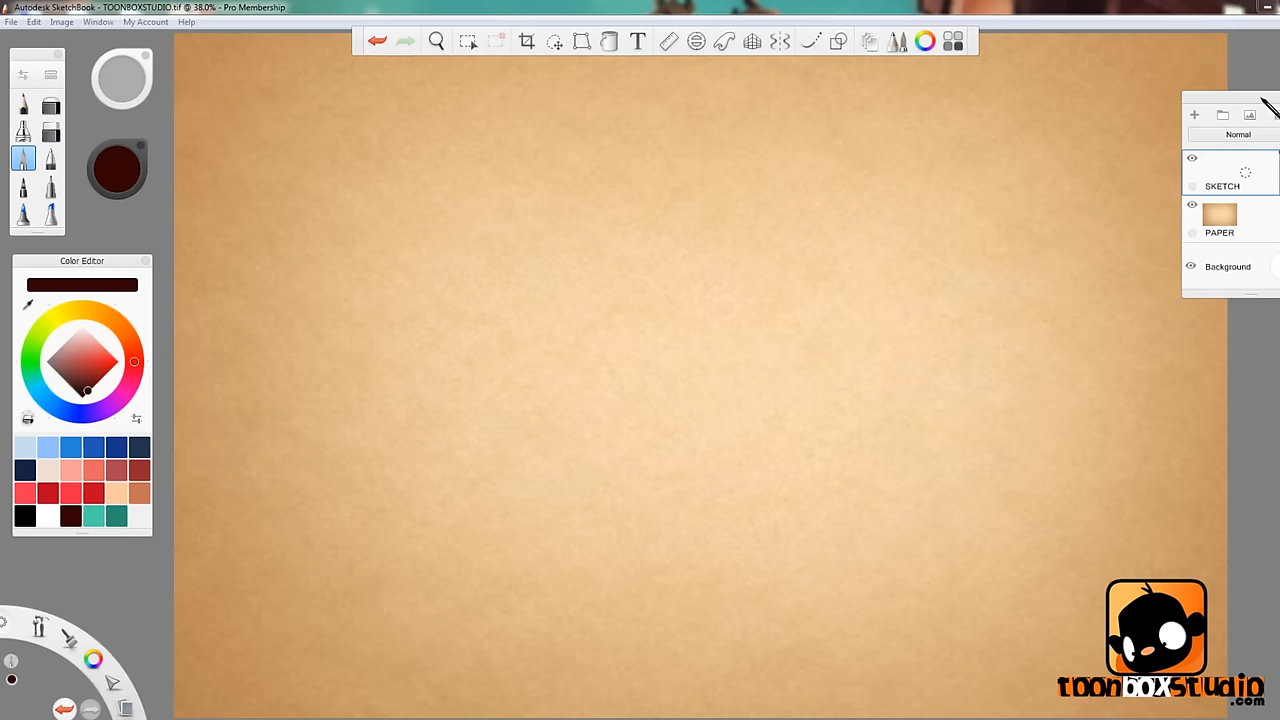 Autodesk SketchBook - TOONBOXSTUDIO.tif @ 38.0% - Pro Membership
File Edit Image Window My Account Help
T
Normal
SKETCH
PAPER
Background
Color Editor
toonboxstudio
.com